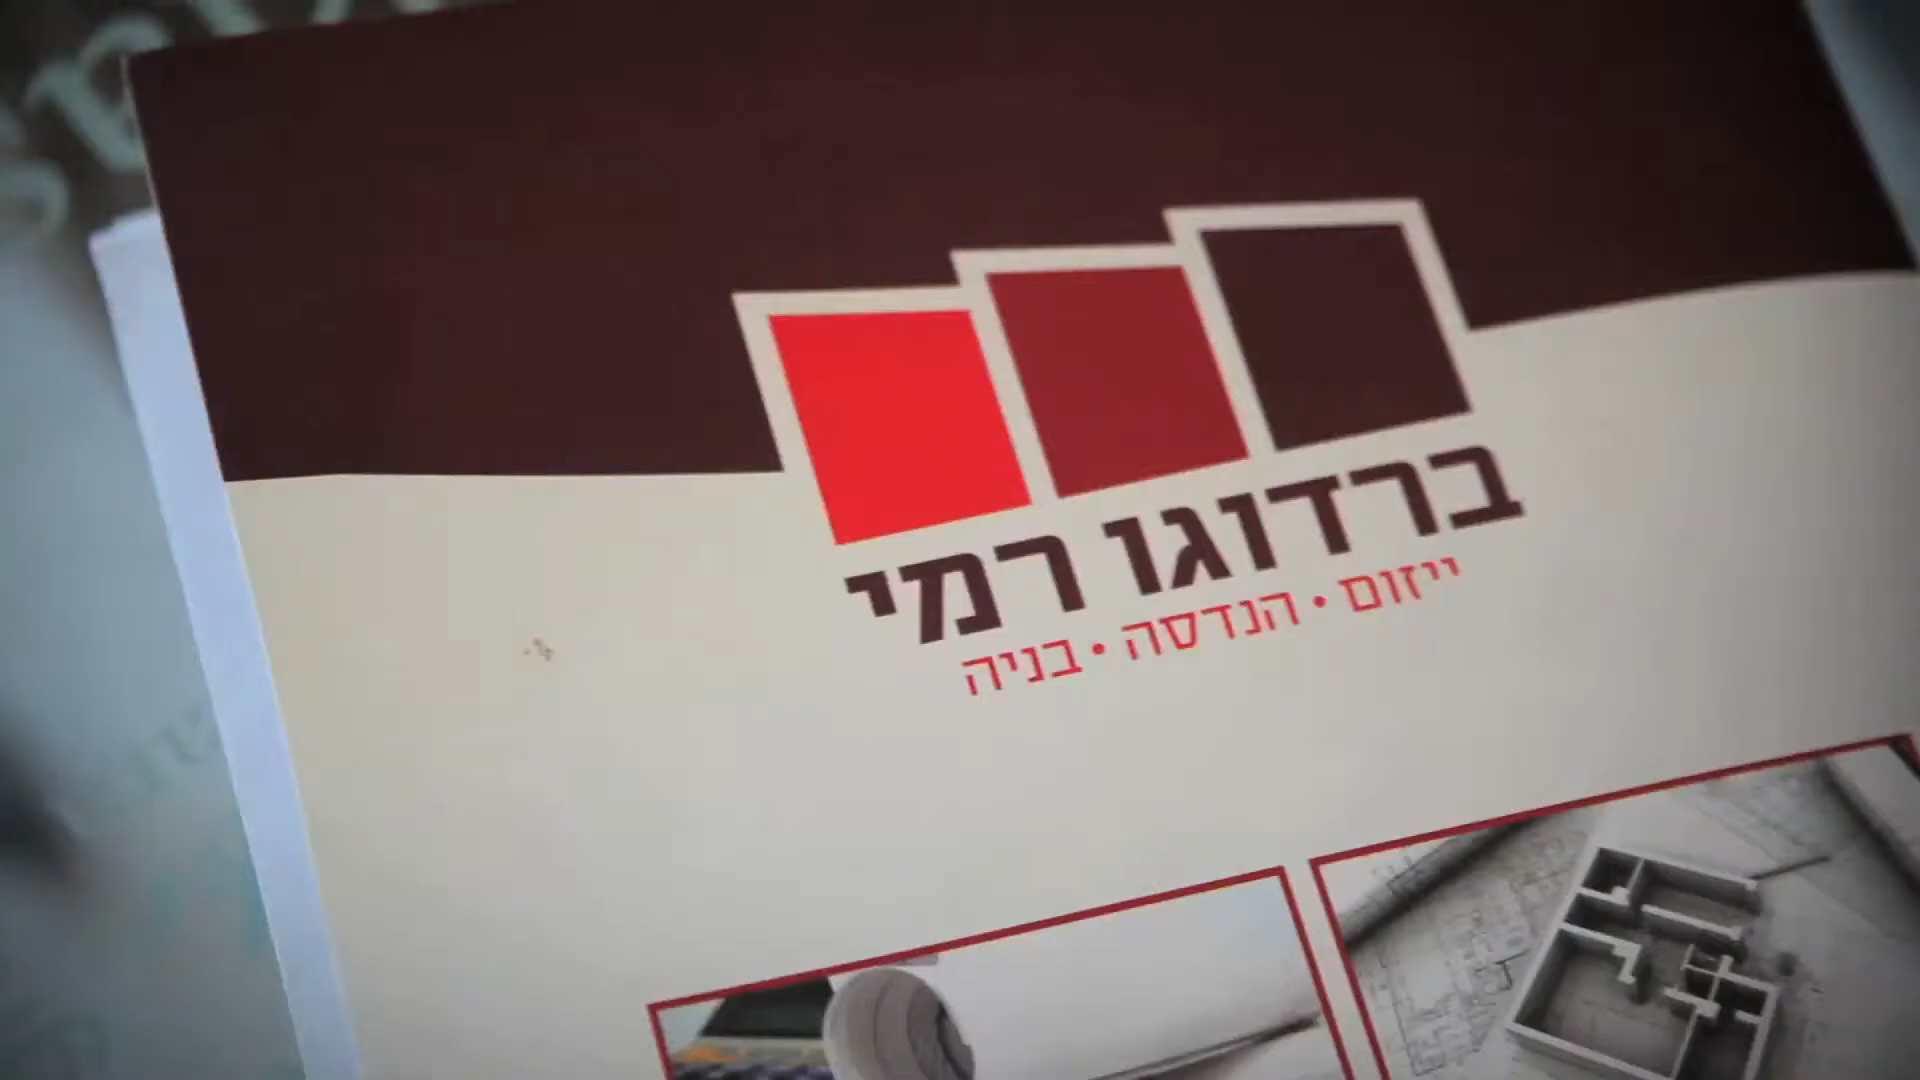 ברדוגו רמי
ייזום • הנדסה • בניה